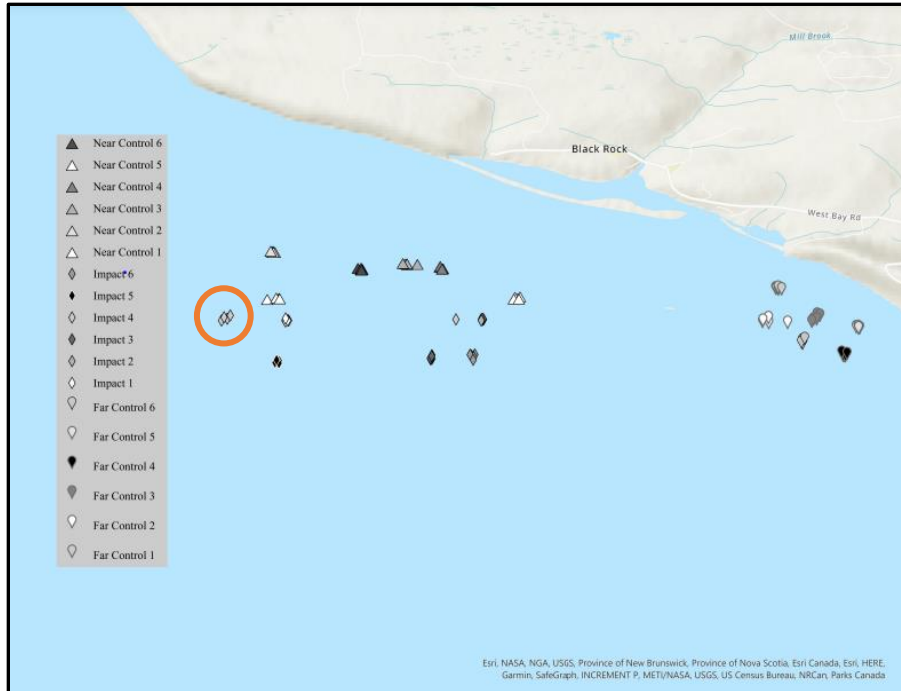 Mill Brook
Black Rock
West Bay Rd
Near Control 6
Near Control 5
Near Control 4
Near Control 3
Near Control 2
Near Control 1
Impact 6
Impact 5
Impact 4
Impact 3
Impact 2
Impact 1
Far Control 6
Far Control 5
Far Control 4
Far Control 3
Far Control 2
Far Control 1
Esri, NASA, NGA, USGS, Province of New Brunswick, Province of Nova Scotia, Esri Canada, Esri, HERE,
Garmin, SafeGraph, INCREMENT P, METI/NASA, USGS, US Census Bureau, NRCan, Parks Canada